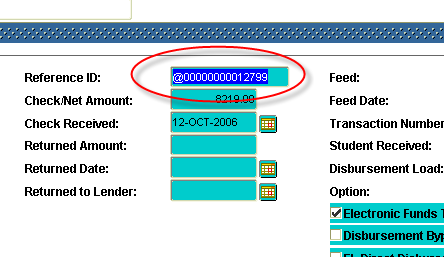 Reference ID: @00000000012799 Feed:
Check/Net Amount: 8219.00 Feed Date:
Check Received: 12-OCT-2006 Transaction Number
Returned Amount: Student Received:
Returned Date: Disbursement Load:
Returned to Lender: Option:
Electronic Funds T
Disbursement Byp